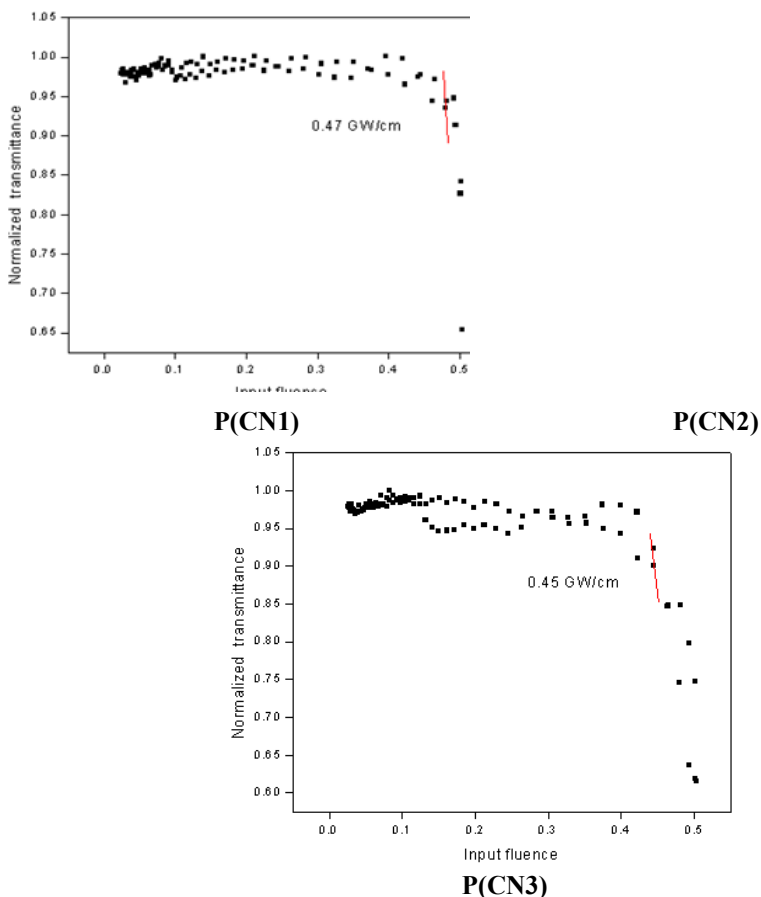 1.05
1.00
0.95
0.90
0.85
0.80
0.75
0.70
0.65
Normalized transmittance
0.47 GW/cm
0.0 0.1 0.2 0.3 0.4 0.5
Input fluence
P(CN1) P(CN2)
1.05
1.00
0.95
0.90
0.85
0.80
0.75
0.70
0.65
0.60
Normalized transmittance
0.45 GW/cm
0.0 0.1 0.2 0.3 0.4 0.5
Input fluence
P(CN3)